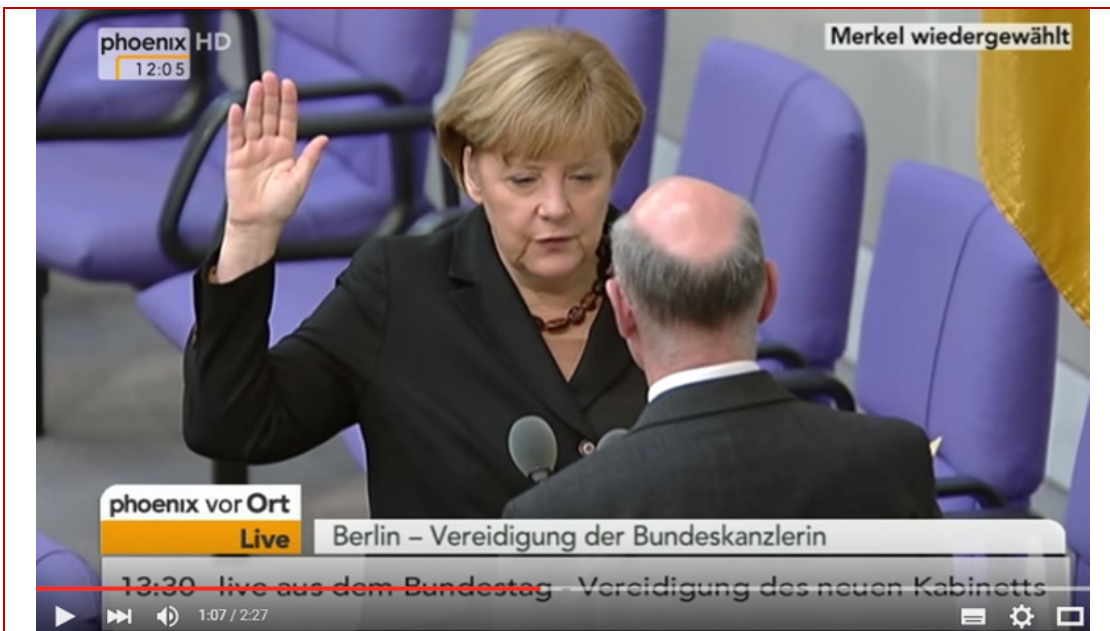 phoenix HD
12:05
Merkel wiedergewählt
phoenix vor Ort
Live
Berlin – Vereidigung der Bundeskanzlerin
13:30 live aus dem Bundestag Vereidigung des neuen Kabinetts
1:07 / 2:27